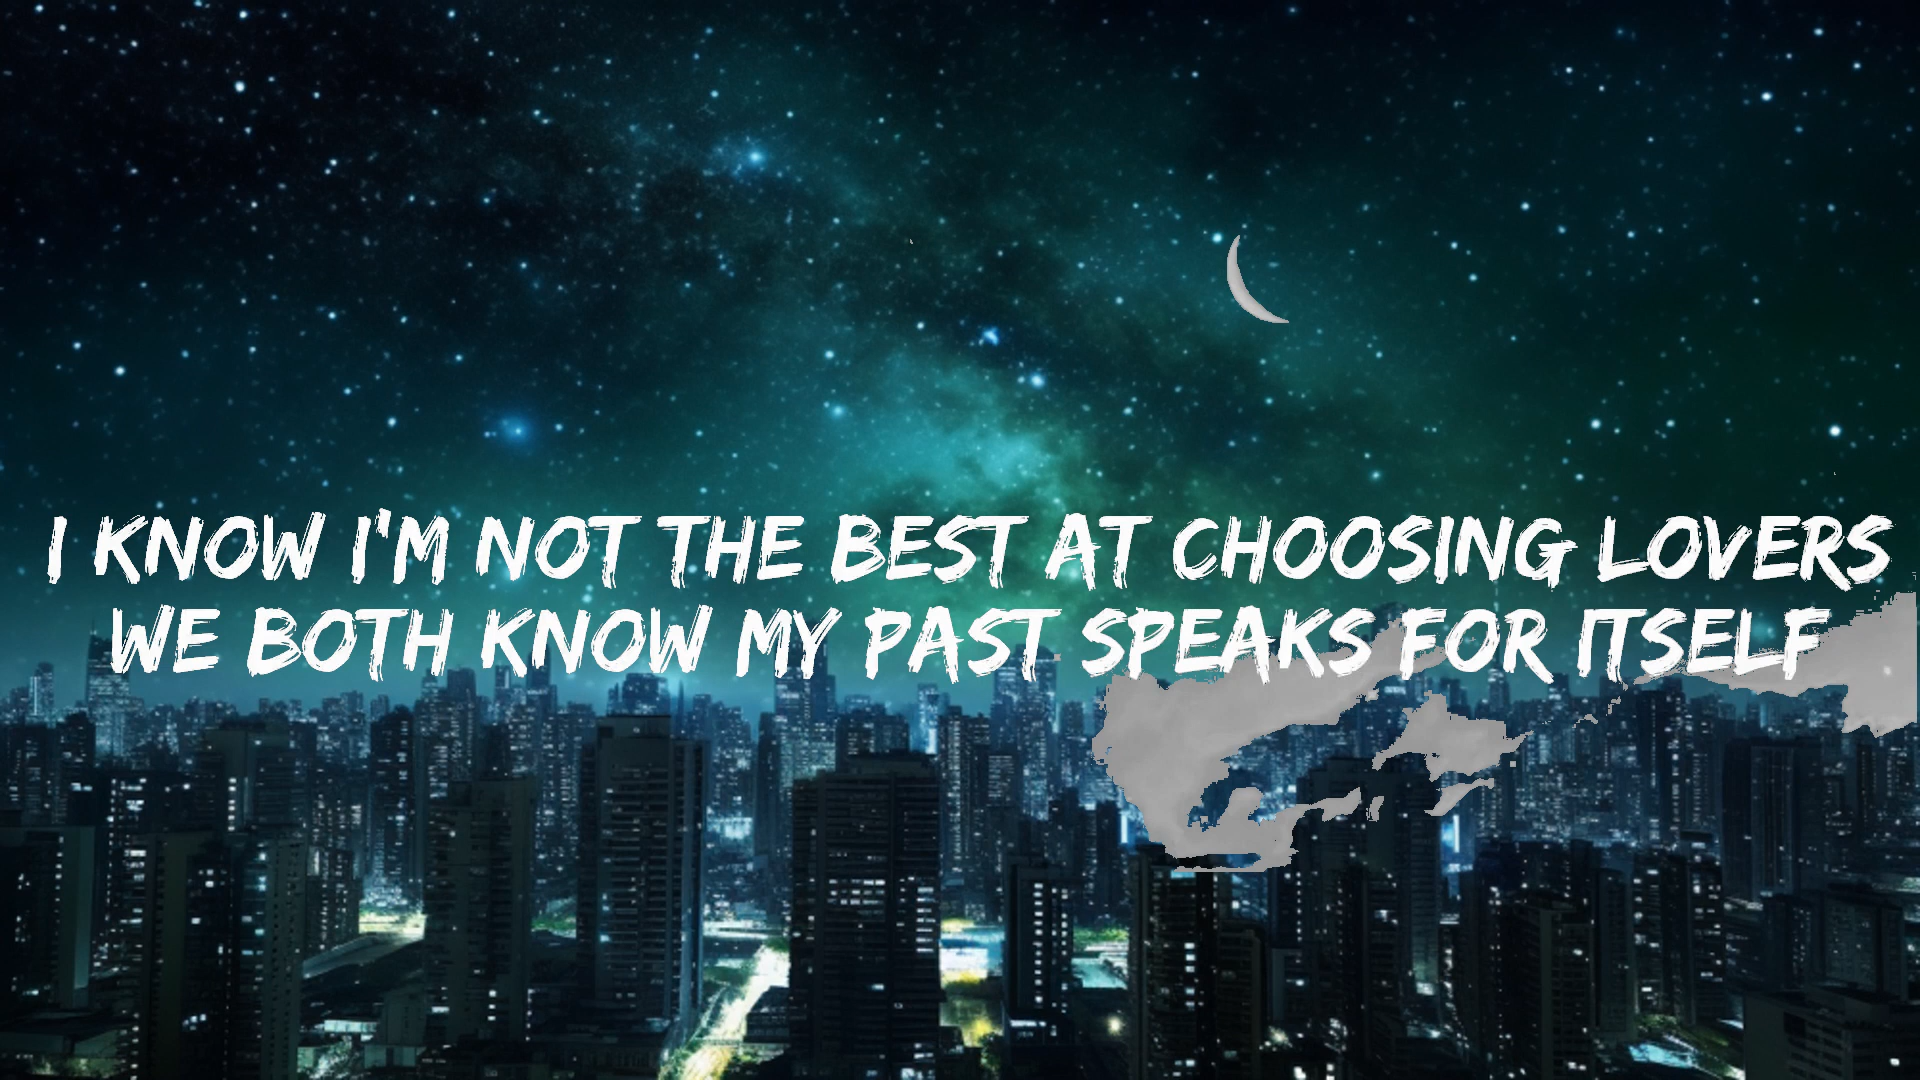 I KNOW I'M NOT THE BEST AT CHOOSING LOVERS
WE BOTH KNOW MY PAST SPEAKS FOR ITSELF